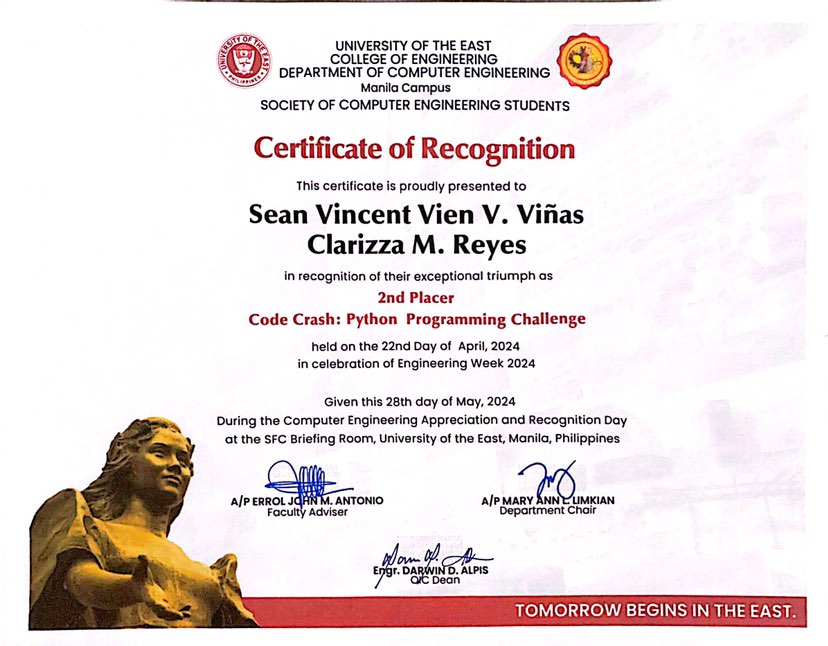 UNIVERSITY OF THE EAST
PHILIPPINES
UNIVERSITY OF THE EAST
COLLEGE OF ENGINEERING
DEPARTMENT OF COMPUTER ENGINEERING
Manila Campus
SOCIETY OF COMPUTER ENGINEERING STUDENTS
Certificate of Recognition
This certificate is proudly presented to
Sean Vincent Vien V. Viñas
Clarizza M. Reyes
in recognition of their exceptional triumph as
2nd Placer
Code Crash: Python Programming Challenge
held on the 22nd Day of April, 2024
in celebration of Engineering Week 2024
Given this 28th day of May, 2024
During the Computer Engineering Appreciation and Recognition Day
at the SFC Briefing Room, University of the East, Manila, Philippines
A/P ERROL JOHN M. ANTONIO
Faculty Adviser
A/P MARY ANN L. LIMKIAN
Department Chair
Engr. DARWIN D. ALPIS
OIC Dean
TOMORROW BEGINS IN THE EAST.